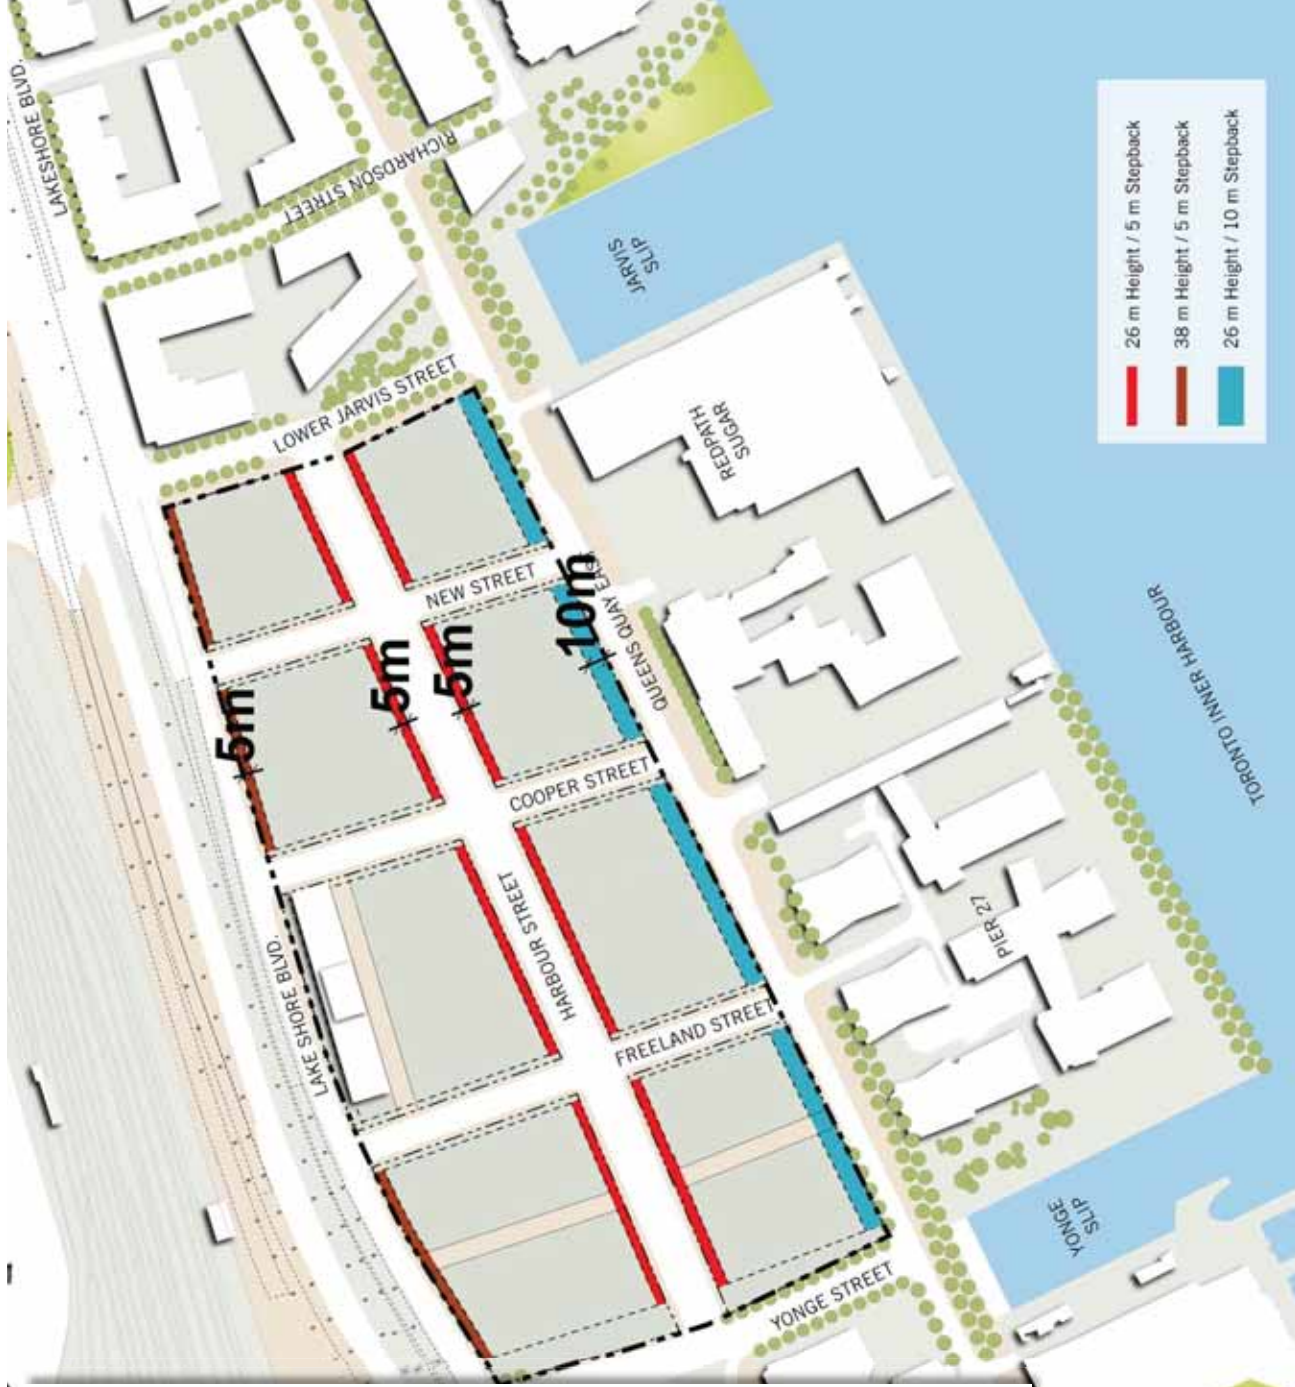 LAKESHORE BLVD.
RICHARDSON STREET
JARVIS
SLIP
LOWER JARVIS STREET
REDPATH
SUGAR
NEW STREET
QUEENS QUAY EAST
10m
5m
5m
5m
COOPER STREET
HARBOUR STREET
LAKE SHORE BLVD.
FREELAND STREET
PIER 27
YONGE STREET
YONGE
SLIP
TORONTO INNER HARBOUR
26 m Height / 5 m Stepback
38 m Height / 5 m Stepback
26 m Height / 10 m Stepback